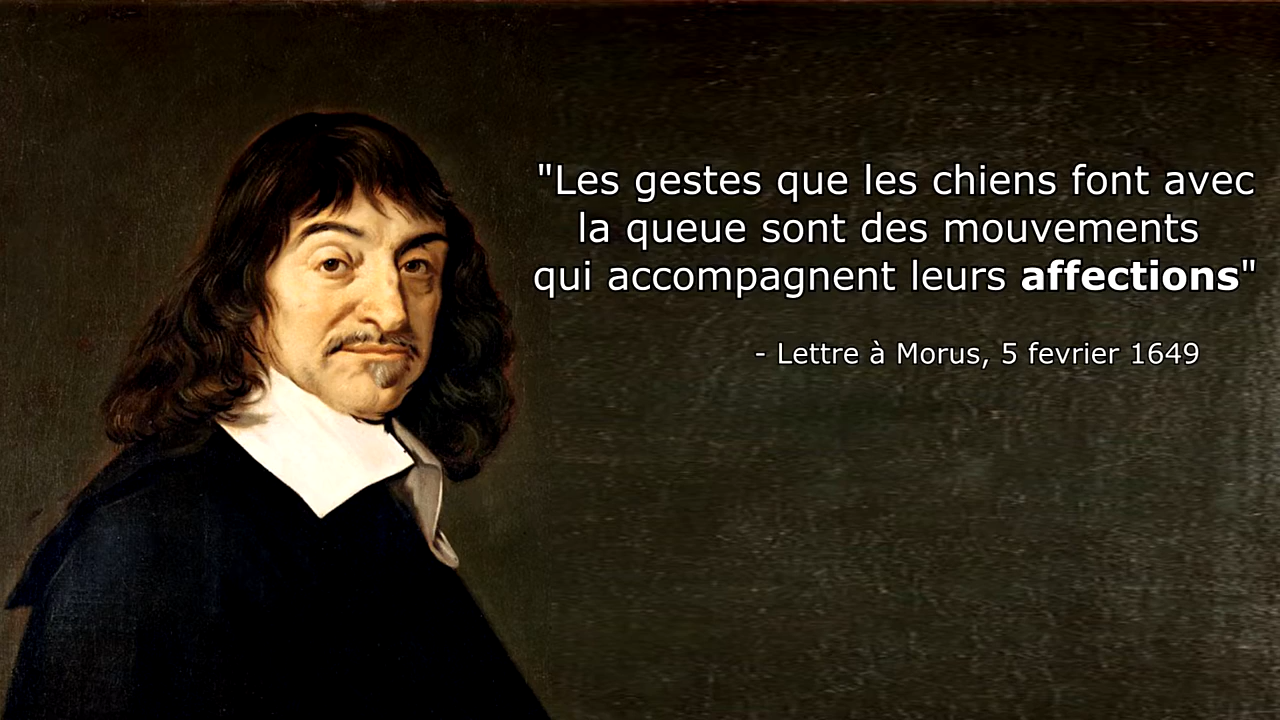 "Les gestes que les chiens font avec
la queue sont des mouvements
qui accompagnent leurs affections"
- Lettre à Morus, 5 fevrier 1649